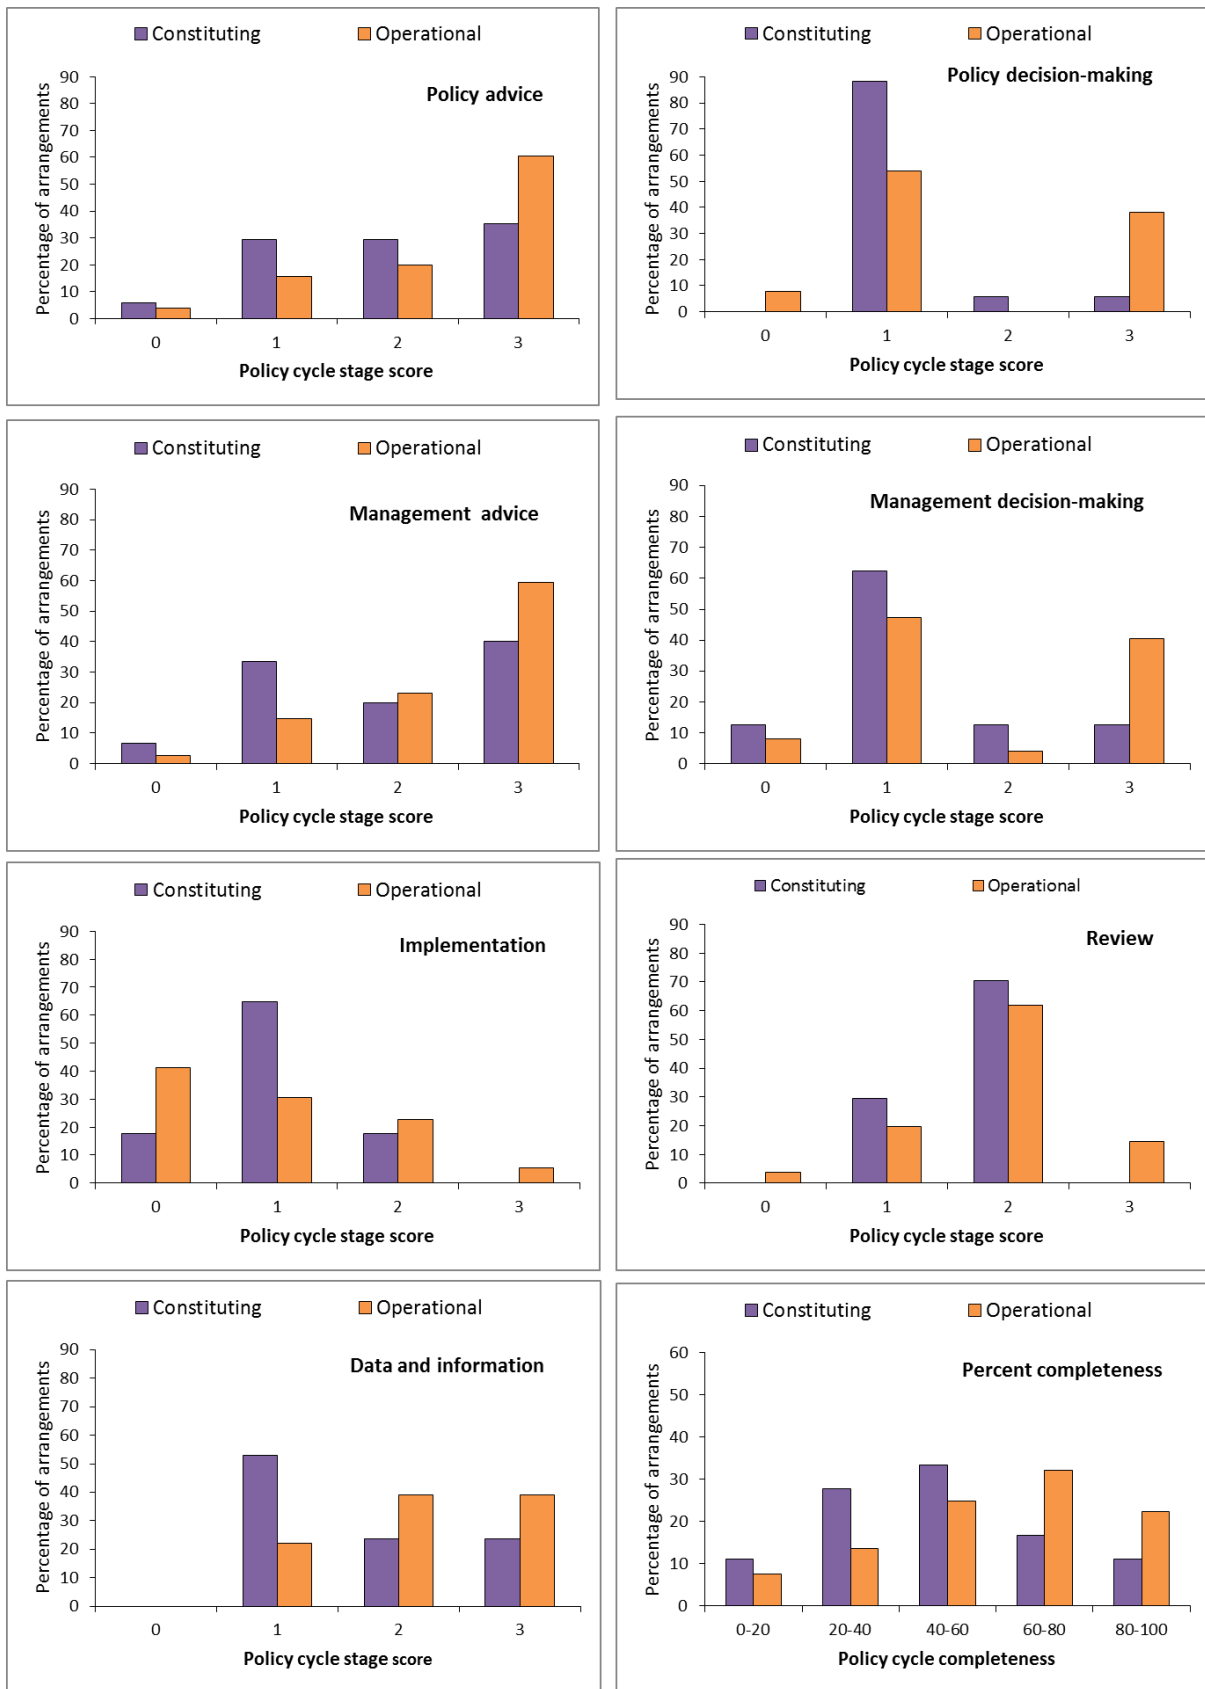 Constituting Operational
Policy advice
Percentage of arrangements
90
80
70
60
50
40
30
20
10
0
0 1 2 3
Policy cycle stage score
Constituting Operational
Policy decision-making
Percentage of arrangements
90
80
70
60
50
40
30
20
10
0
0 1 2 3
Policy cycle stage score
Constituting Operational
Management advice
Percentage of arrangements
90
80
70
60
50
40
30
20
10
0
0 1 2 3
Policy cycle stage score
Constituting Operational
Management decision-making
Percentage of arrangements
90
80
70
60
50
40
30
20
10
0
0 1 2 3
Policy cycle stage score
Constituting Operational
Implementation
Percentage of arrangements
90
80
70
60
50
40
30
20
10
0
0 1 2 3
Policy cycle stage score
Constituting Operational
Review
Percentage of arrangements
90
80
70
60
50
40
30
20
10
0
0 1 2 3
Policy cycle stage score
Constituting Operational
Data and information
Percentage of arrangements
90
80
70
60
50
40
30
20
10
0
0 1 2 3
Policy cycle stage score
Constituting Operational
Percent completeness
Percentage of arrangements
60
50
40
30
20
10
0
0-20 20-40 40-60 60-80 80-100
Policy cycle completeness